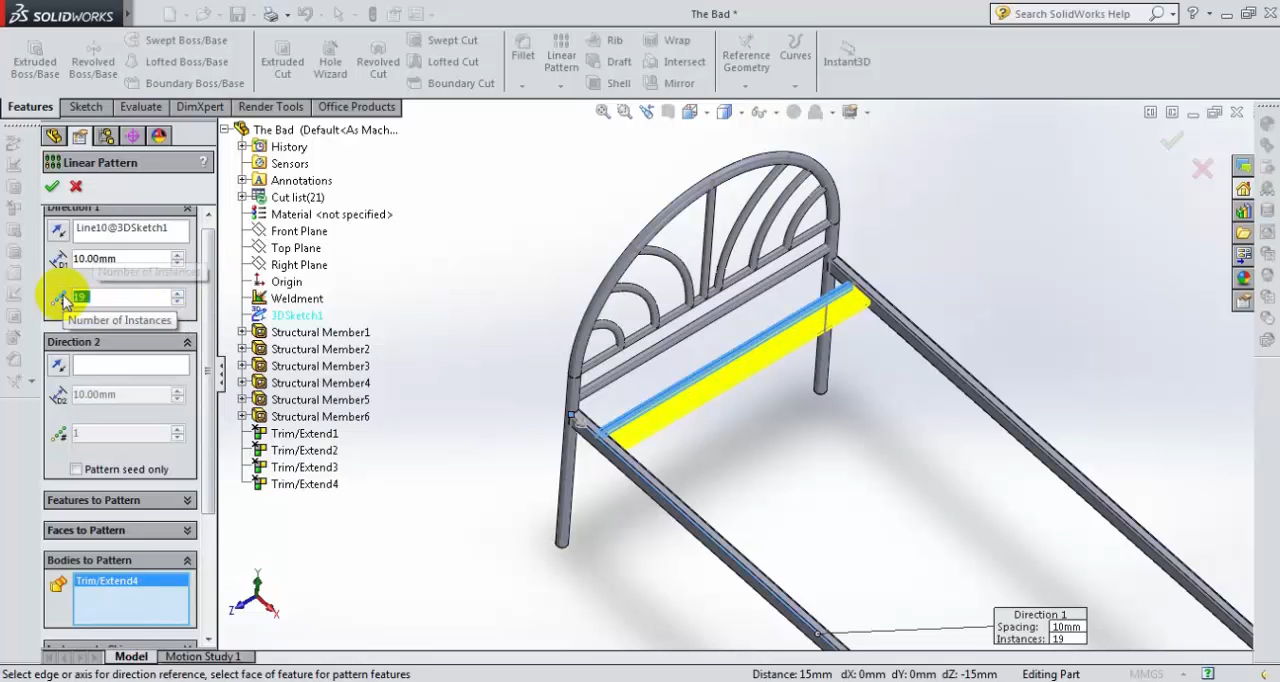 SOLIDWORKS
The Bad *
Search SolidWorks Help
Extruded Boss/Base
Revolved Boss/Base
Swept Boss/Base
Lofted Boss/Base
Boundary Boss/Base
Extruded Cut
Hole Wizard
Revolved Cut
Swept Cut
Lofted Cut
Boundary Cut
Fillet
Linear Pattern
Rib
Draft
Shell
Wrap
Intersect
Mirror
Reference Geometry
Curves
Instant3D
Features
Sketch
Evaluate
DimXpert
Render Tools
Office Products
Linear Pattern
?
Direction 1
Line10@3DSketch1
10.00mm
Number of Instances
19
Number of Instances
Direction 2
10.00mm
1
Pattern seed only
Features to Pattern
Faces to Pattern
Bodies to Pattern
Trim/Extend4
The Bad (Default<As Mach...
History
Sensors
Annotations
Cut list(21)
Material <not specified>
Front Plane
Top Plane
Right Plane
Origin
Weldment
3DSketch1
Structural Member1
Structural Member2
Structural Member3
Structural Member4
Structural Member5
Structural Member6
Trim/Extend1
Trim/Extend2
Trim/Extend3
Trim/Extend4
Y
Z
X
Direction 1
Spacing: 10mm
Instances: 19
Model
Motion Study 1
Select edge or axis for direction reference, select face of feature for pattern features
Distance: 15mm dX: 0mm dY: 0mm dZ: -15mm
Editing Part
MMGS